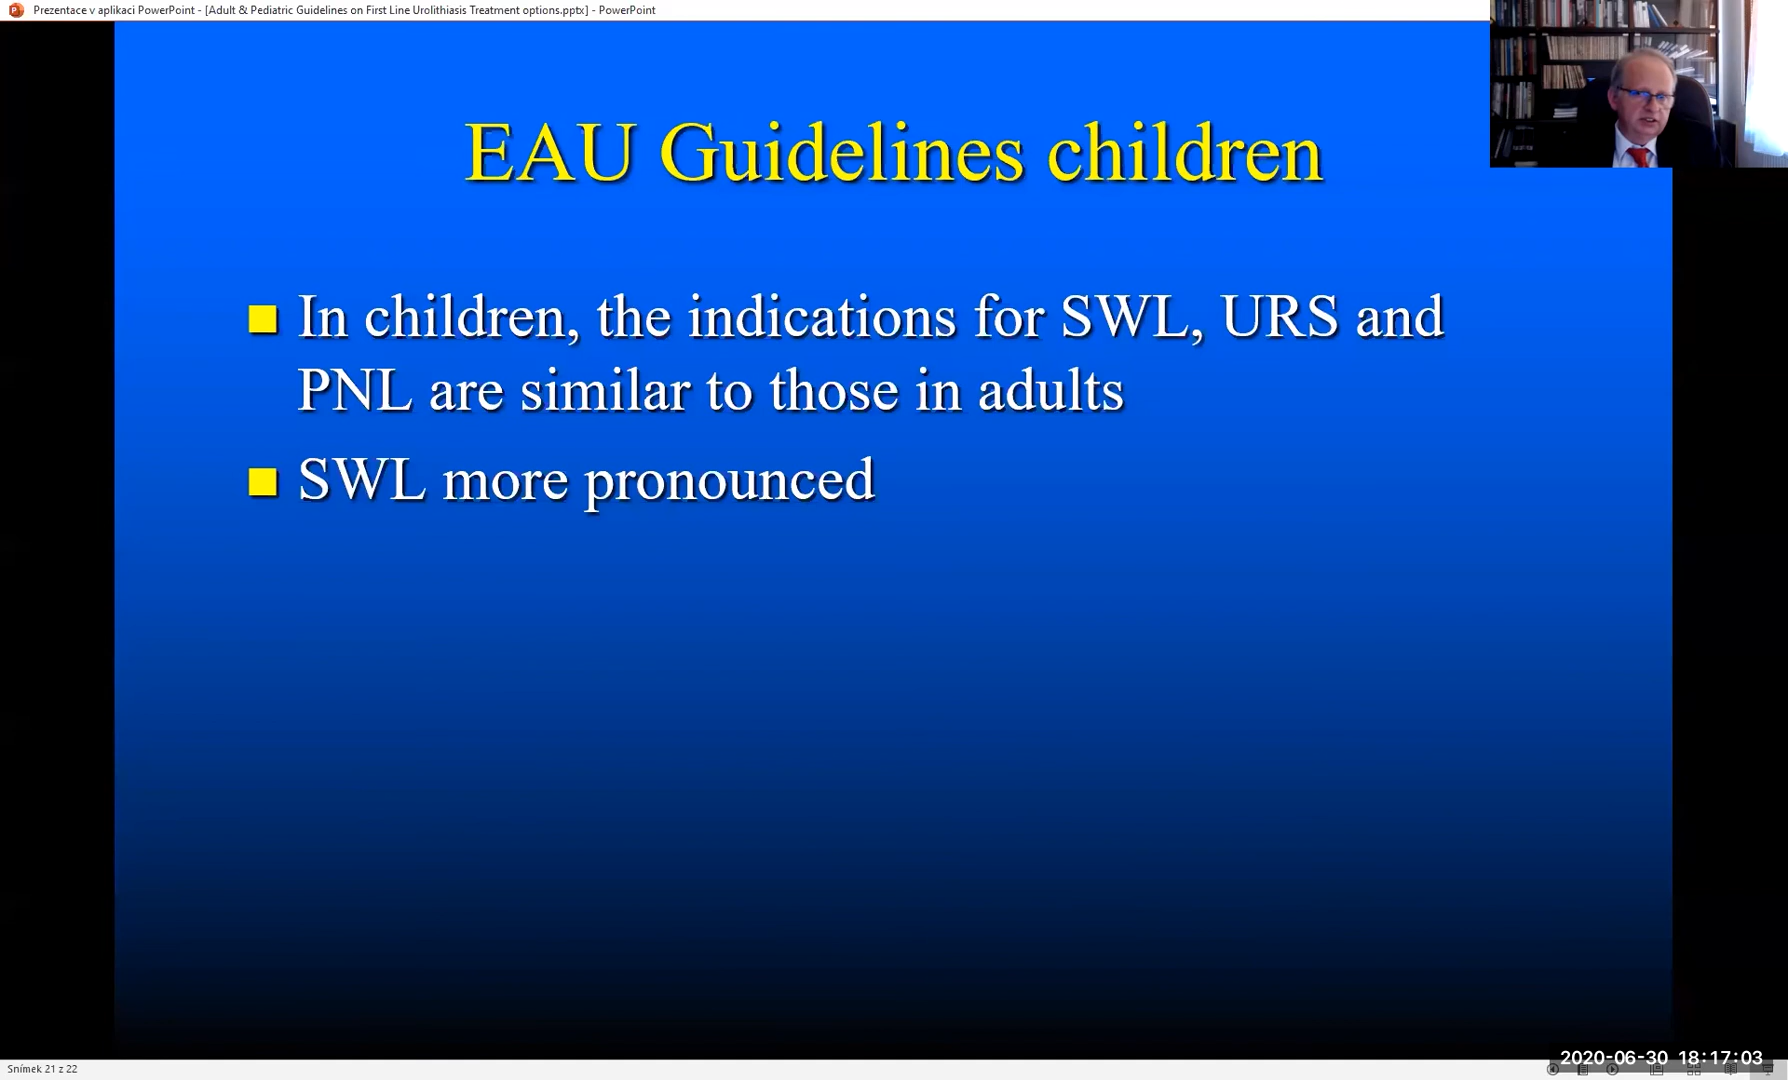 Prezentace v aplikaci PowerPoint - [Adult & Pediatric Guidelines on First Line Urolithiasis Treatment options.pptx] - PowerPoint
EAU Guidelines children
In children, the indications for SWL, URS and
PNL are similar to those in adults
SWL more pronounced
2020-06-30 18:17:03
Snímek 21 z 22